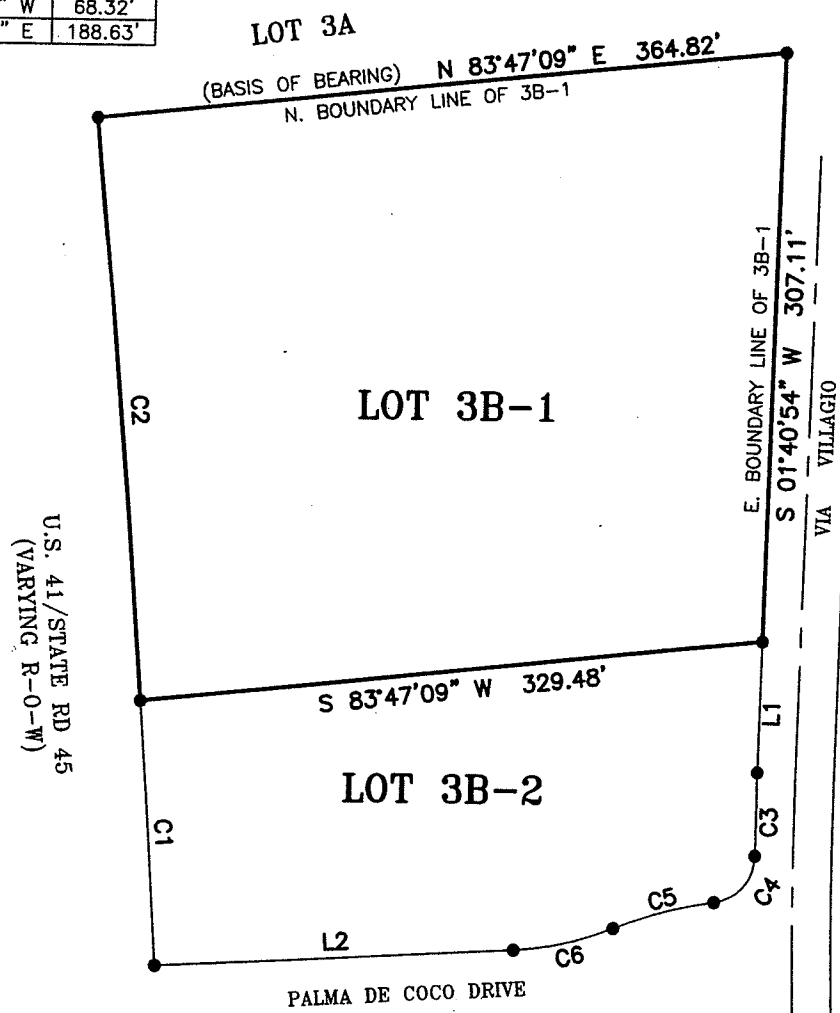 " W 68.32'
" E 188.63'
LOT 3A
(BASIS OF BEARING) N 83°47'09" E 364.82'
N. BOUNDARY LINE OF 3B-1
E. BOUNDARY LINE OF 3B-1
S 01°40'54" W 307.11'
VIA VILLAGIO
C2
LOT 3B-1
U.S. 41/STATE RD 45
(VARYING R-O-W)
S 83°47'09" W 329.48'
L1
LOT 3B-2
C1
C3
C4
C5
L2
C6
PALMA DE COCO DRIVE